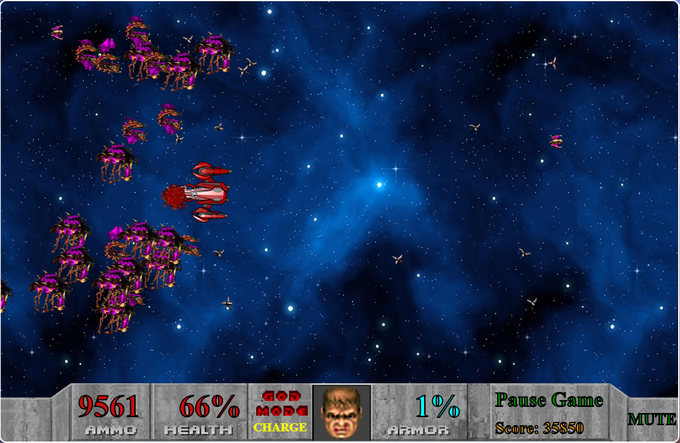 9561
AMMO
66%
HEALTH
GOD
MODE
CHARGE
1%
ARMOR
Pause Game
Score: 35850
MUTE